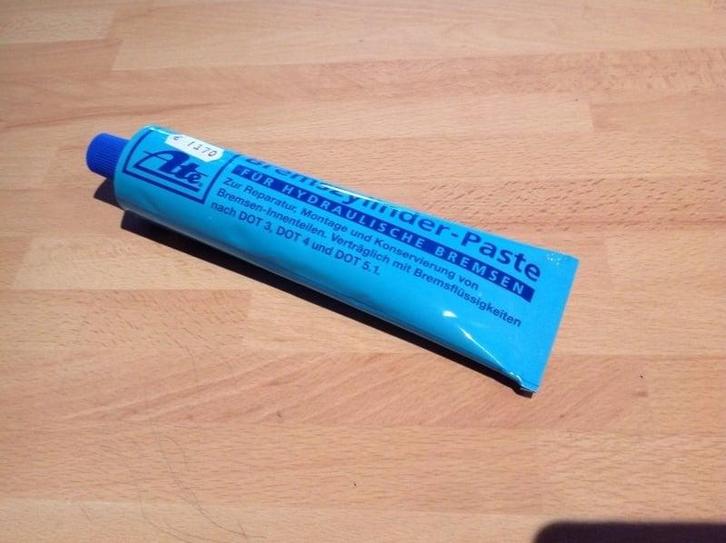 € 11,70
Ate
Bremszylinder-Paste
FÜR HYDRAULISCHE BREMSEN
Zur Reparatur, Montage und Konservierung von
Bremsen-Innenteilen. Verträglich mit Bremsflüssigkeiten
nach DOT 3, DOT 4 und DOT 5.1.